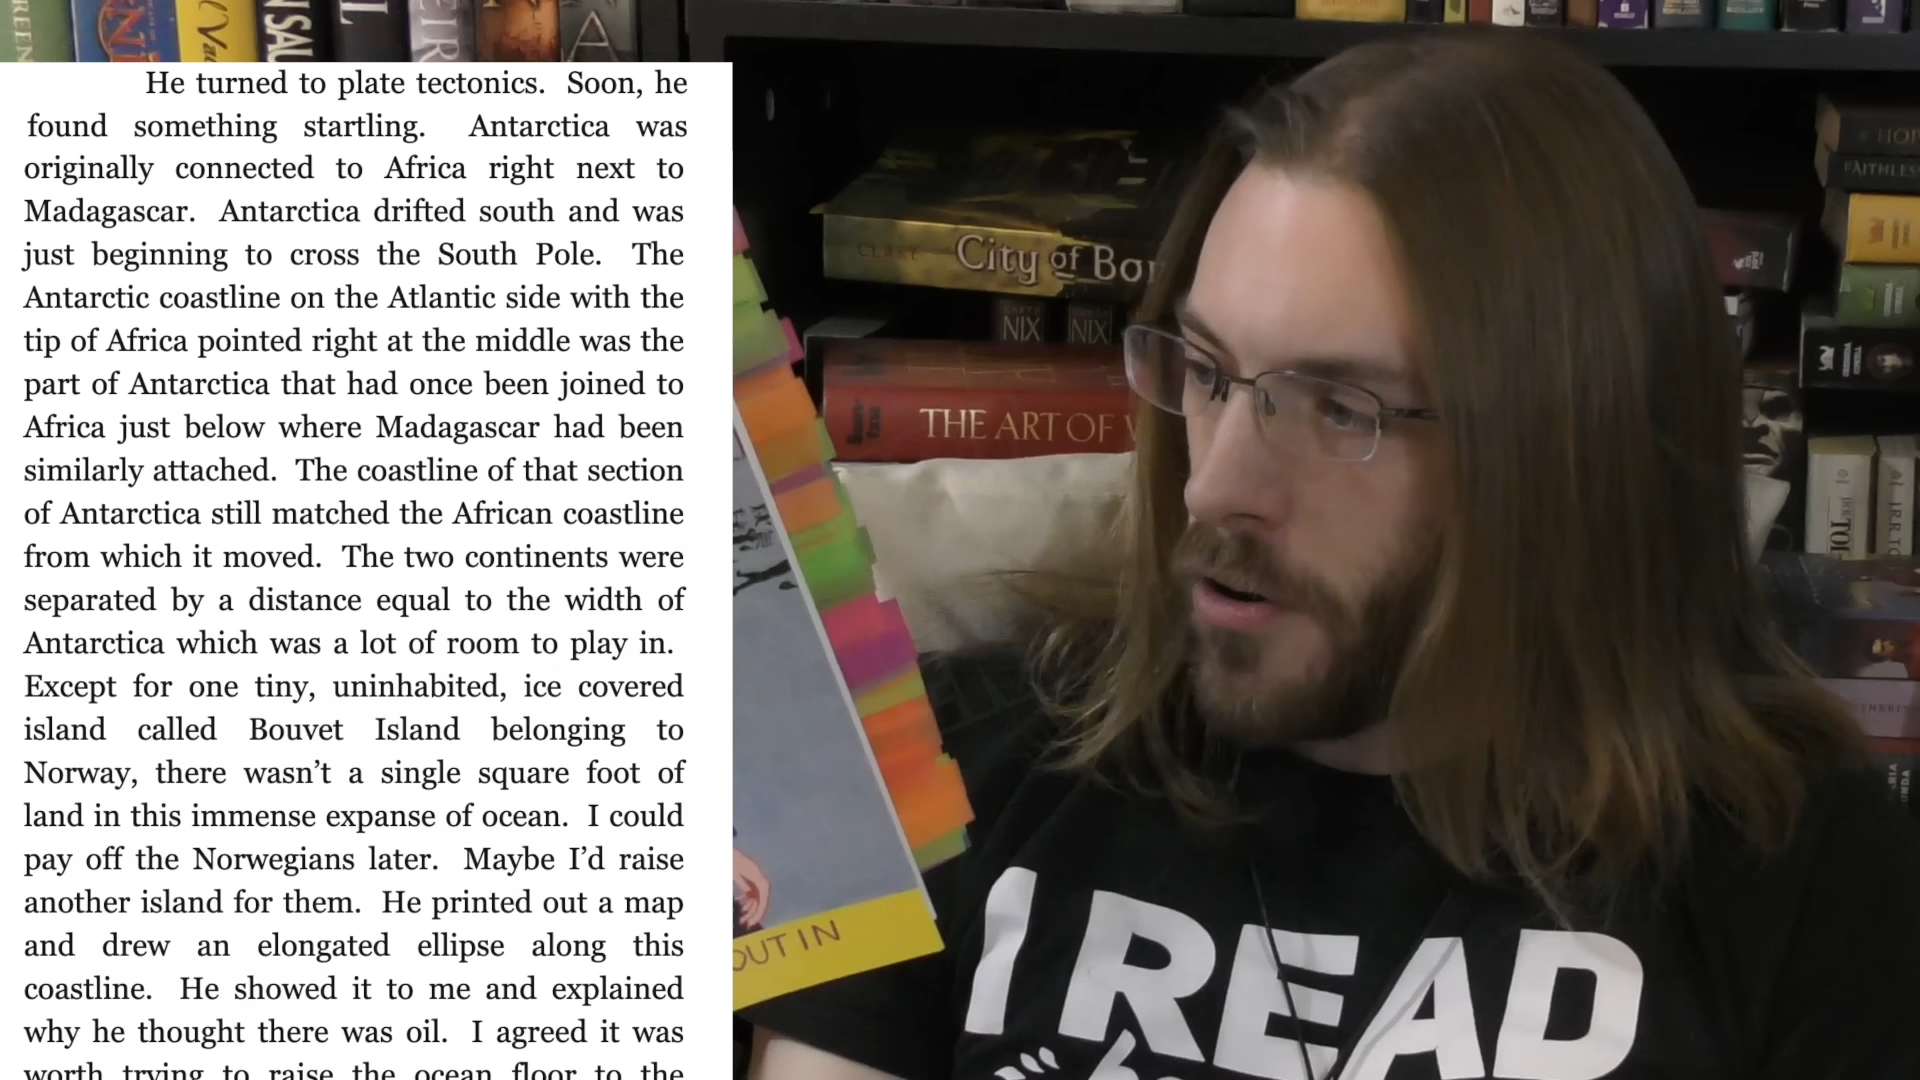 GREEN
He turned to plate tectonics. Soon, he
found something startling. Antarctica was
originally connected to Africa right next to
Madagascar. Antarctica drifted south and was
just beginning to cross the South Pole. The
Antarctic coastline on the Atlantic side with the
tip of Africa pointed right at the middle was the
part of Antarctica that had once been joined to
Africa just below where Madagascar had been
similarly attached. The coastline of that section
of Antarctica still matched the African coastline
from which it moved. The two continents were
separated by a distance equal to the width of
Antarctica which was a lot of room to play in.
Except for one tiny, uninhabited, ice covered
island called Bouvet Island belonging to
Norway, there wasn't a single square foot of
land in this immense expanse of ocean. I could
pay off the Norwegians later. Maybe I'd raise
another island for them. He printed out a map
and drew an elongated ellipse along this
coastline. He showed it to me and explained
why he thought there was oil. I agreed it was
worth trying to raise the ocean floor to the
CLARE
City of Bon
NIX
NIX
THE ART OF
FAITHLESS
OUT IN
I READ